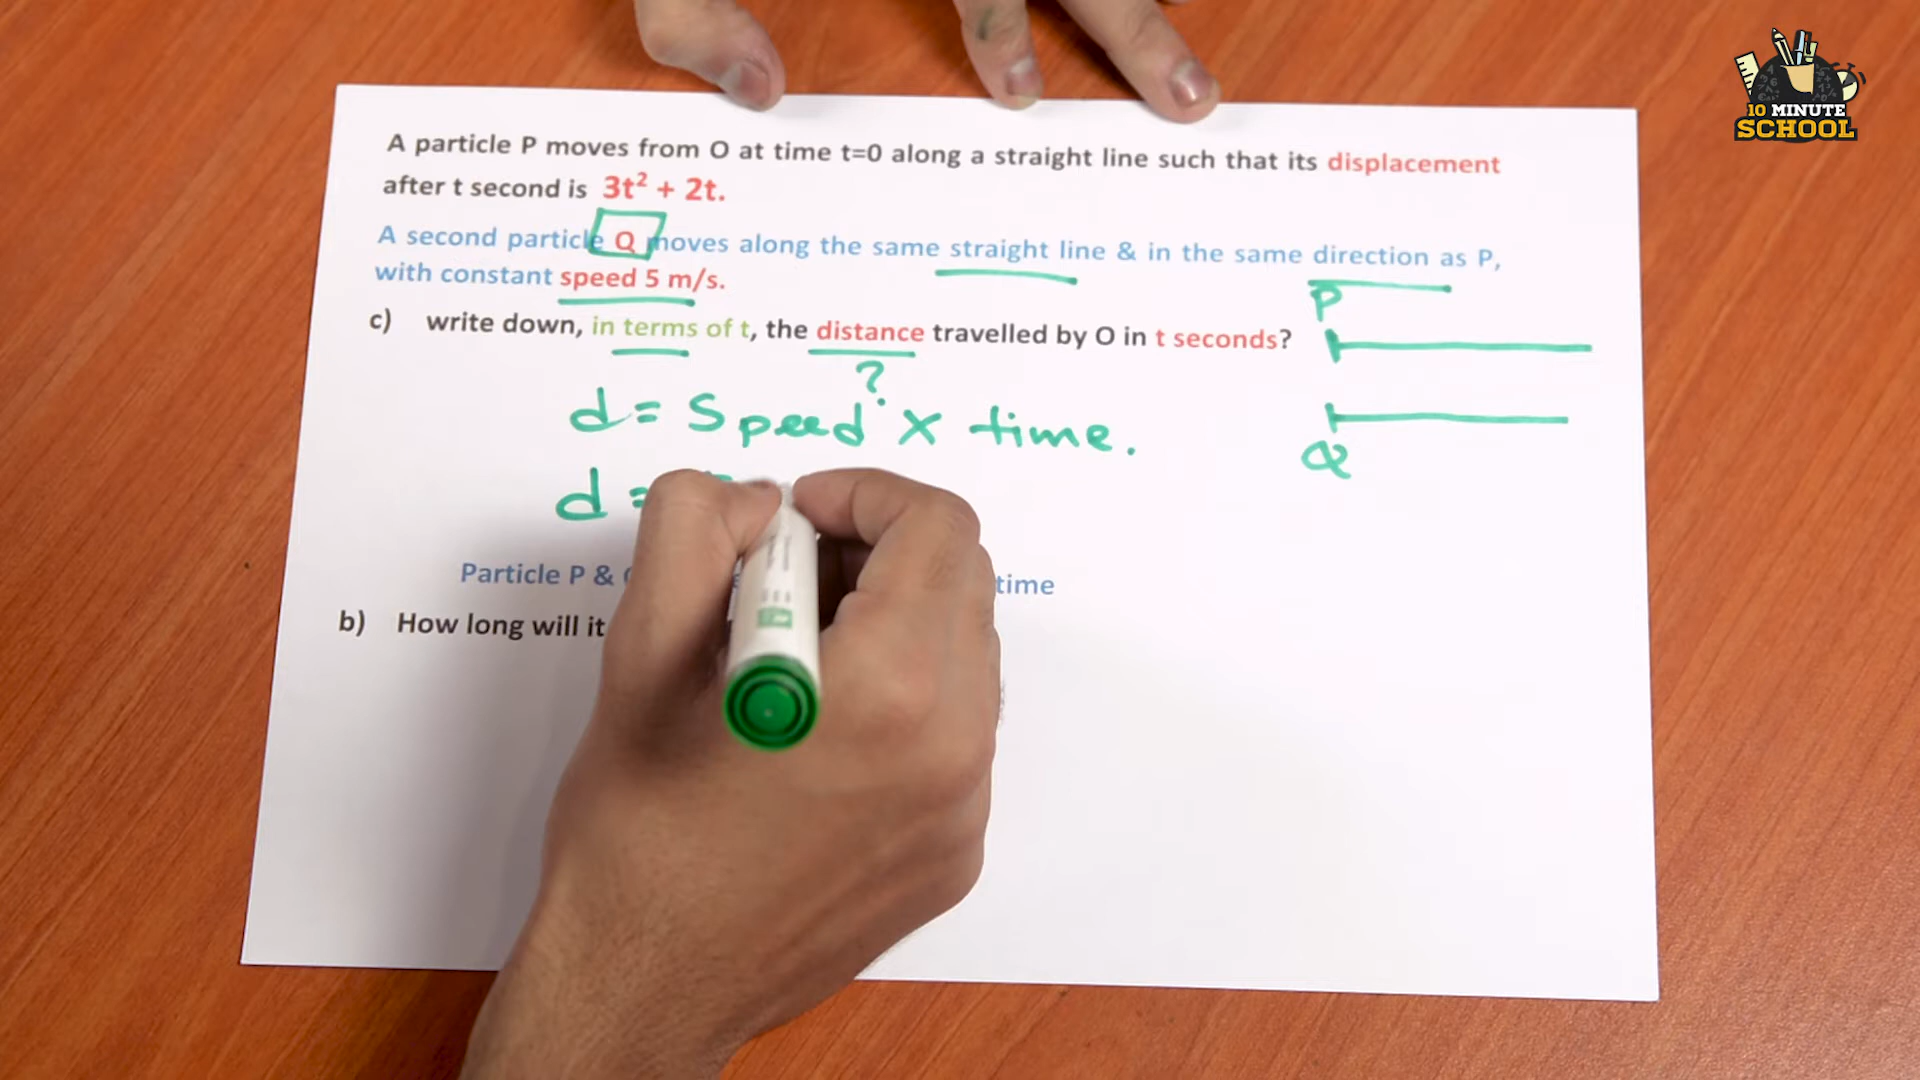 10 MINUTE
SCHOOL
A particle P moves from O at time t=0 along a straight line such that its displacement
after t second is 3t² + 2t.
A second particle Q moves along the same straight line & in the same direction as P,
with constant speed 5 m/s.
P
c) write down, in terms of t, the distance travelled by O in t seconds?
?
d = Speed × time.
Q
d =
Particle P & time
b) How long will it